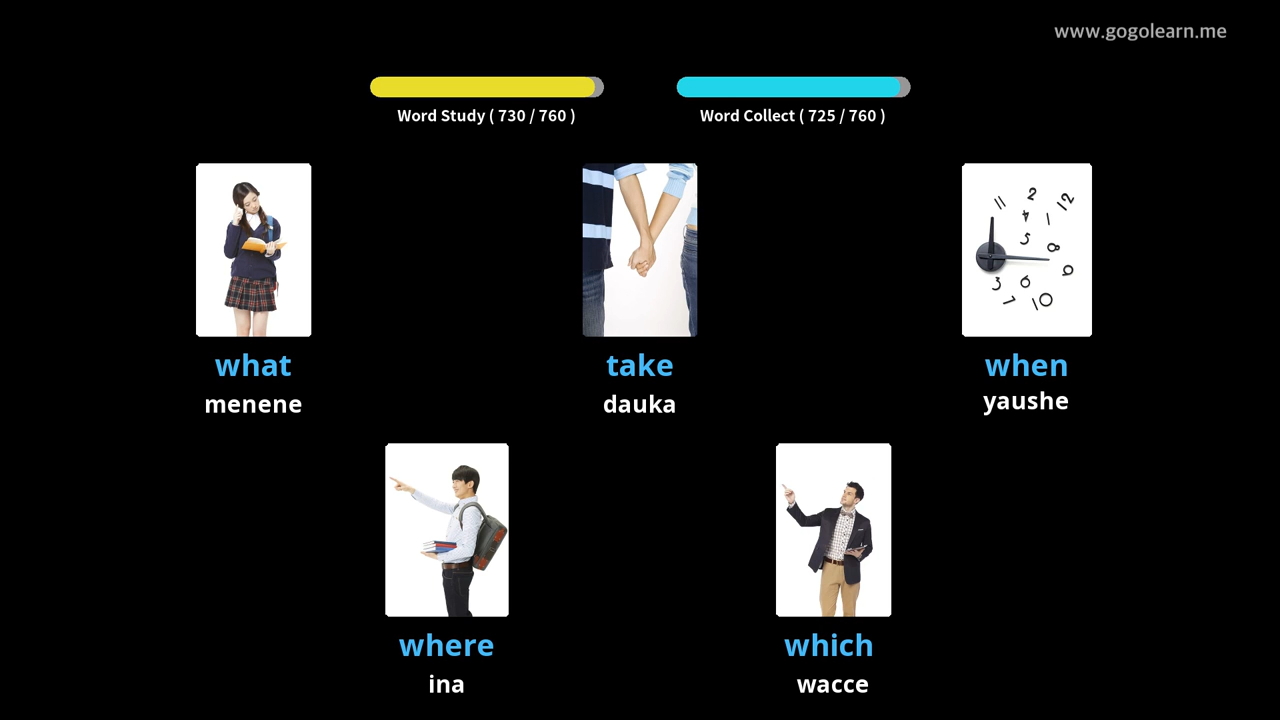 www.gogolearn.me
Word Study ( 730 / 760 )
Word Collect ( 725 / 760 )
what
menene
take
dauka
when
yaushe
where
ina
which
wacce